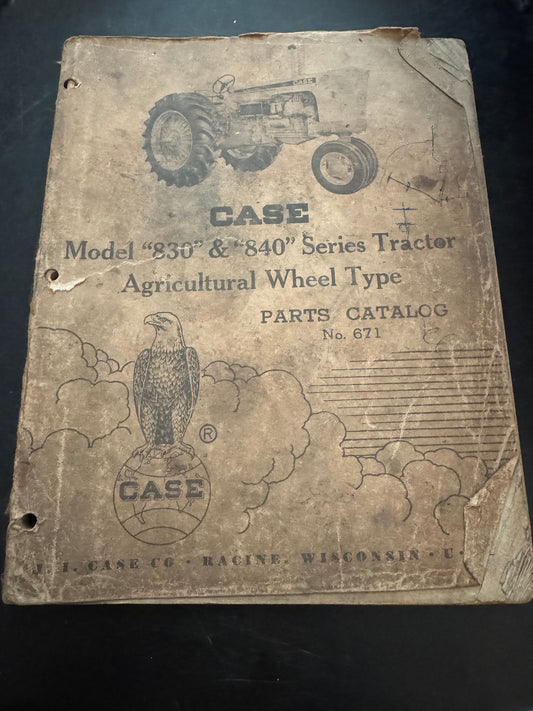 CASE
CASE
Model "830" & "840" Series Tractor
Agricultural Wheel Type
PARTS CATALOG
No. 671
®
CASE
J. I. CASE CO · RACINE, WISCONSIN · U ·